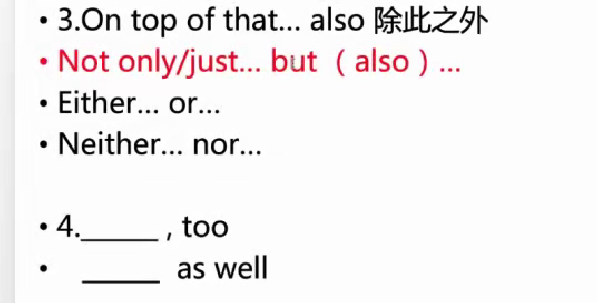 • 3.On top of that... also 除此之外
• Not only/just... but （also）...
• Either... or...
• Neither... nor...
• 4.______ , too
• ______ as well